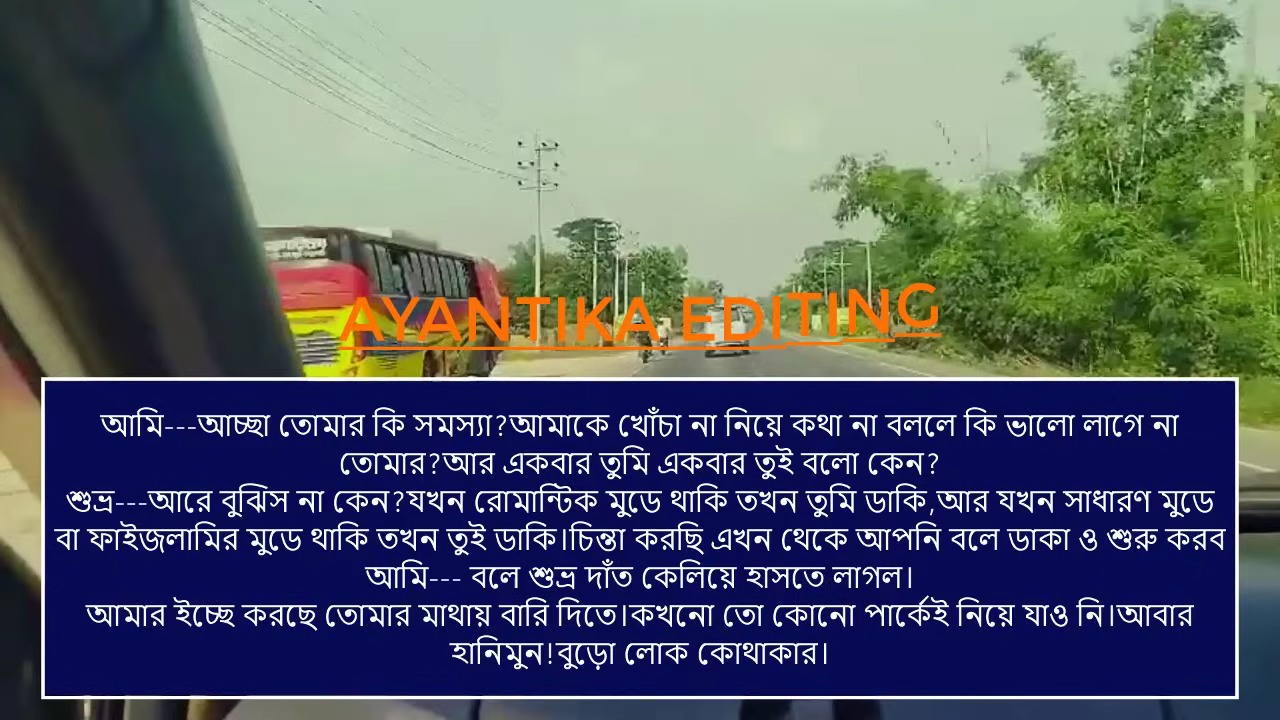 AYANTIKA EDITING
আমি---আচ্ছা তোমার কি সমস্যা?আমাকে খোঁচা না নিয়ে কথা না বললে কি ভালো লাগে না
তোমার?আর একবার তুমি একবার তুই বলো কেন?
শুভ্র---আরে বুঝিস না কেন?যখন রোমান্টিক মুডে থাকি তখন তুমি ডাকি,আর যখন সাধারণ মুডে
বা ফাইজলামির মুডে থাকি তখন তুই ডাকি।চিন্তা করছি এখন থেকে আপনি বলে ডাকা ও শুরু করব
আমি--- বলে শুভ্র দাঁত কেলিয়ে হাসতে লাগল।
আমার ইচ্ছে করছে তোমার মাথায় বারি দিতে।কখনো তো কোনো পার্কেই নিয়ে যাও নি।আবার
হানিমুন!বুড়ো লোক কোথাকার।